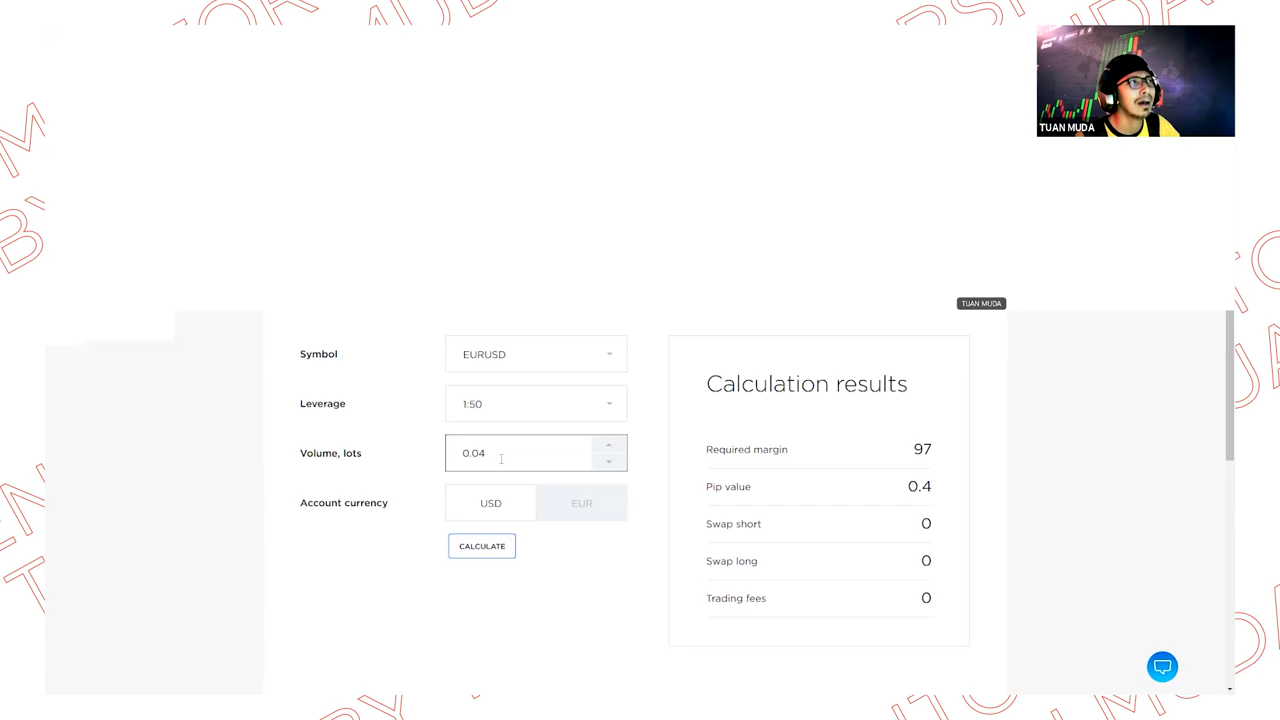 TUAN MUDA
TUAN MUDA
Symbol
EURUSD
Leverage
1:50
Volume, lots
0.04
Account currency
USD
EUR
CALCULATE
Calculation results
Required margin
97
Pip value
0.4
Swap short
0
Swap long
0
Trading fees
0